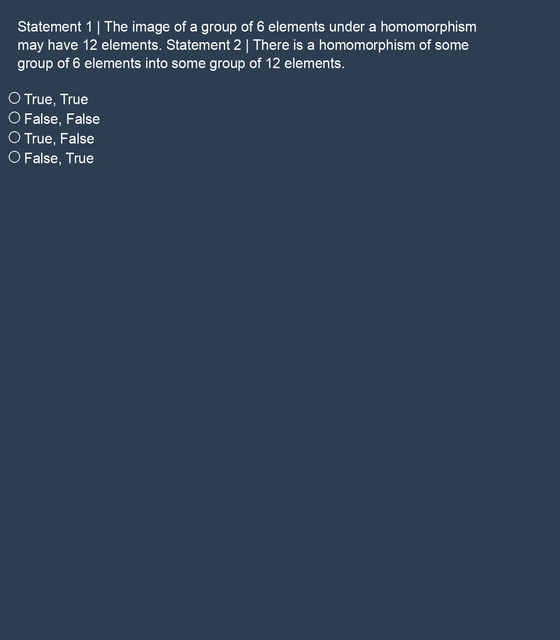 Statement 1 | The image of a group of 6 elements under a homomorphism
may have 12 elements. Statement 2 | There is a homomorphism of some
group of 6 elements into some group of 12 elements.
True, True
False, False
True, False
False, True